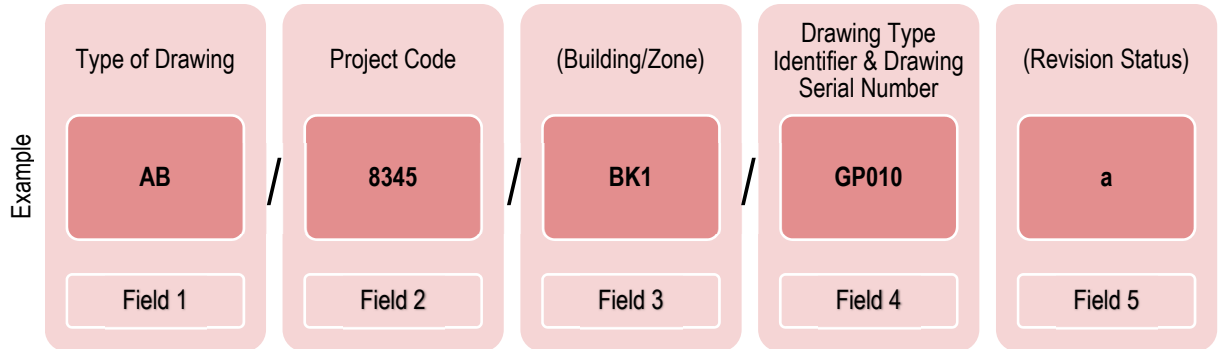 Type of Drawing
Project Code
(Building/Zone)
Drawing Type
Identifier & Drawing
Serial Number
(Revision Status)
Example
AB
/
8345
/
BK1
/
GP010
a
Field 1
Field 2
Field 3
Field 4
Field 5